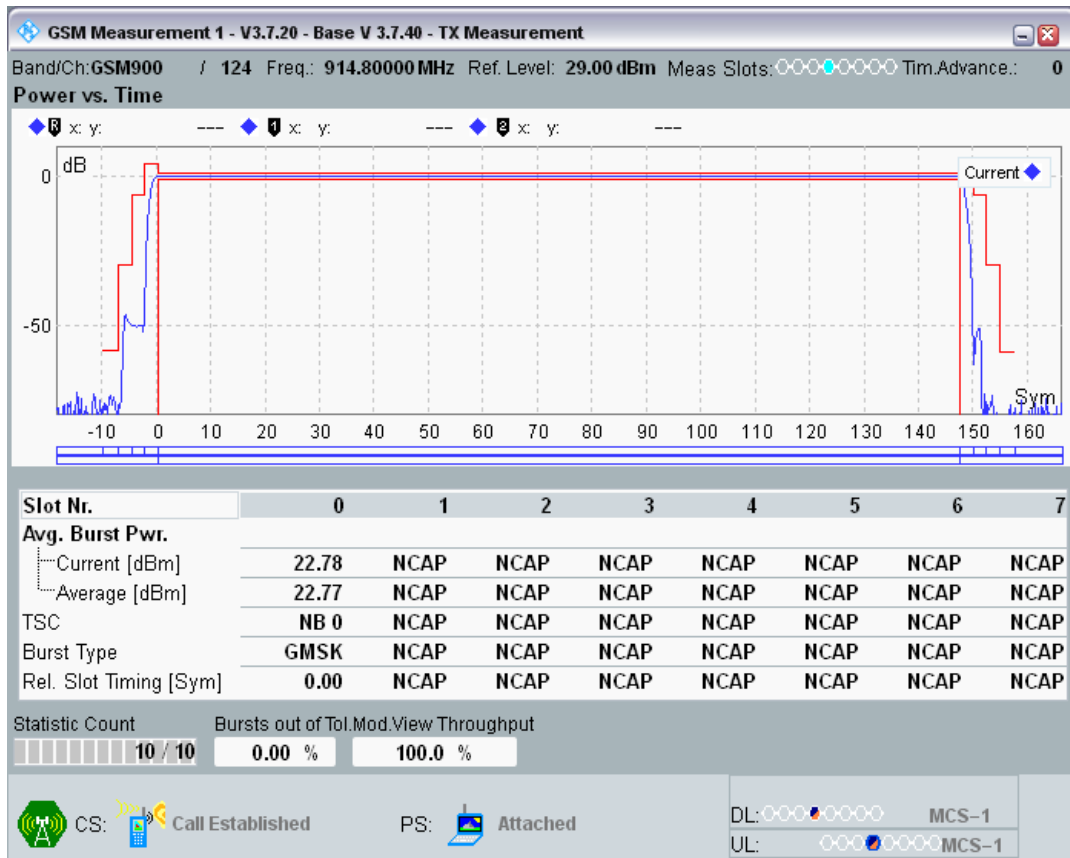 GSM Measurement 1 - V3.7.20 - Base V 3.7.40 - TX Measurement
Band/Ch:GSM900 / 124 Freq.: 914.80000 MHz Ref. Level: 29.00 dBm Meas Slots: Tim.Advance.: 0
Power vs. Time
R x: y: --- 1 x: y: --- 2 x: y: ---
dB
Current
0
-50
Sym
-10 0 10 20 30 40 50 60 70 80 90 100 110 120 130 140 150 160
Slot Nr. 0 1 2 3 4 5 6 7
Avg. Burst Pwr.
Current [dBm] 22.78 NCAP NCAP NCAP NCAP NCAP NCAP NCAP
Average [dBm] 22.77 NCAP NCAP NCAP NCAP NCAP NCAP NCAP
TSC NB 0 NCAP NCAP NCAP NCAP NCAP NCAP NCAP
Burst Type GMSK NCAP NCAP NCAP NCAP NCAP NCAP NCAP
Rel. Slot Timing [Sym] 0.00 NCAP NCAP NCAP NCAP NCAP NCAP NCAP
Statistic Count Bursts out of Tol. Mod.View Throughput
10 / 10 0.00 % 100.0 %
CS: Call Established PS: Attached
DL: MCS-1
UL: MCS-1